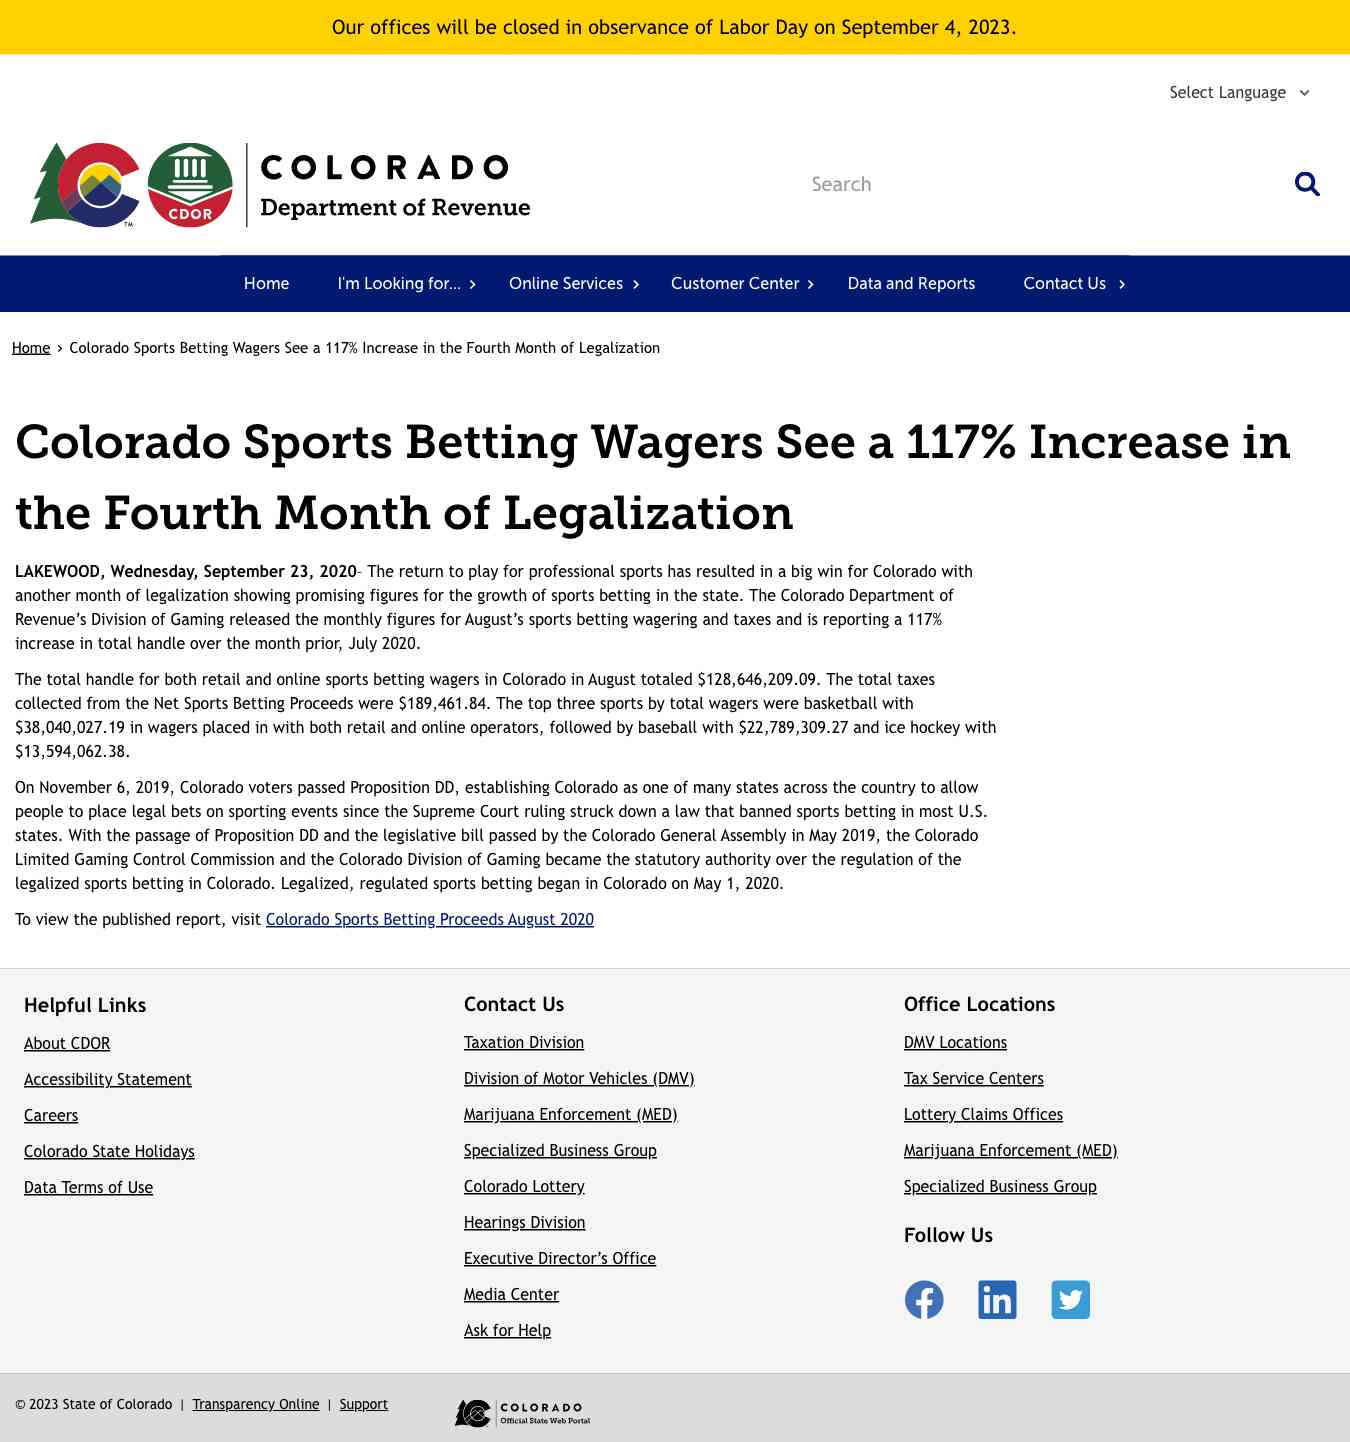 Our offices will be closed in observance of Labor Day on September 4, 2023.
Select Language
CDOR
TM
COLORADO
Department of Revenue
Search
Home I'm Looking for... Online Services Customer Center Data and Reports Contact Us
Home › Colorado Sports Betting Wagers See a 117% Increase in the Fourth Month of Legalization
Colorado Sports Betting Wagers See a 117% Increase in
the Fourth Month of Legalization
LAKEWOOD, Wednesday, September 23, 2020– The return to play for professional sports has resulted in a big win for Colorado with
another month of legalization showing promising figures for the growth of sports betting in the state. The Colorado Department of
Revenue’s Division of Gaming released the monthly figures for August’s sports betting wagering and taxes and is reporting a 117%
increase in total handle over the month prior, July 2020.
The total handle for both retail and online sports betting wagers in Colorado in August totaled $128,646,209.09. The total taxes
collected from the Net Sports Betting Proceeds were $189,461.84. The top three sports by total wagers were basketball with
$38,040,027.19 in wagers placed in with both retail and online operators, followed by baseball with $22,789,309.27 and ice hockey with
$13,594,062.38.
On November 6, 2019, Colorado voters passed Proposition DD, establishing Colorado as one of many states across the country to allow
people to place legal bets on sporting events since the Supreme Court ruling struck down a law that banned sports betting in most U.S.
states. With the passage of Proposition DD and the legislative bill passed by the Colorado General Assembly in May 2019, the Colorado
Limited Gaming Control Commission and the Colorado Division of Gaming became the statutory authority over the regulation of the
legalized sports betting in Colorado. Legalized, regulated sports betting began in Colorado on May 1, 2020.
To view the published report, visit Colorado Sports Betting Proceeds August 2020
Helpful Links
About CDOR
Accessibility Statement
Careers
Colorado State Holidays
Data Terms of Use
Contact Us
Taxation Division
Division of Motor Vehicles (DMV)
Marijuana Enforcement (MED)
Specialized Business Group
Colorado Lottery
Hearings Division
Executive Director’s Office
Media Center
Ask for Help
Office Locations
DMV Locations
Tax Service Centers
Lottery Claims Offices
Marijuana Enforcement (MED)
Specialized Business Group
Follow Us
© 2023 State of Colorado | Transparency Online | Support
COLORADO
Official State Web Portal